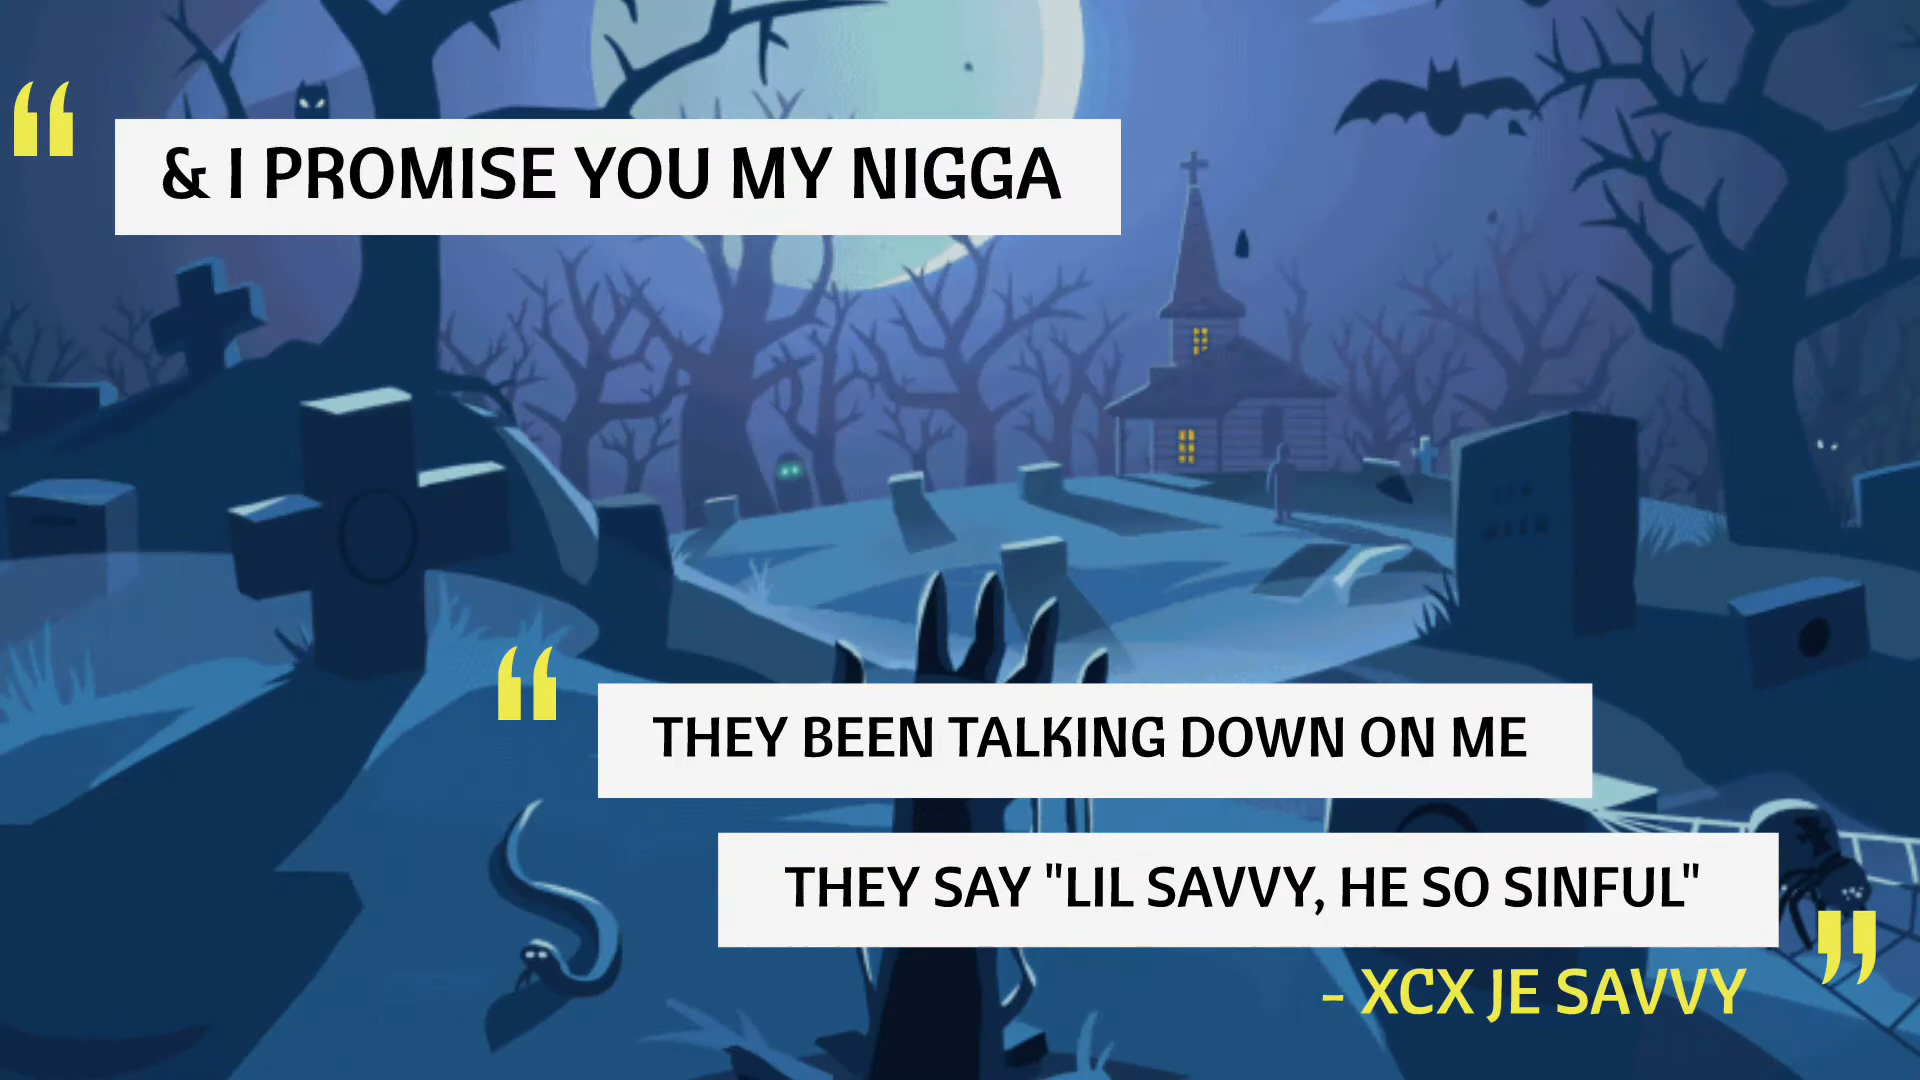 & I PROMISE YOU MY NIGGA
THEY BEEN TALKING DOWN ON ME
THEY SAY "LIL SAVVY, HE SO SINFUL"
- XCX JE SAVVY